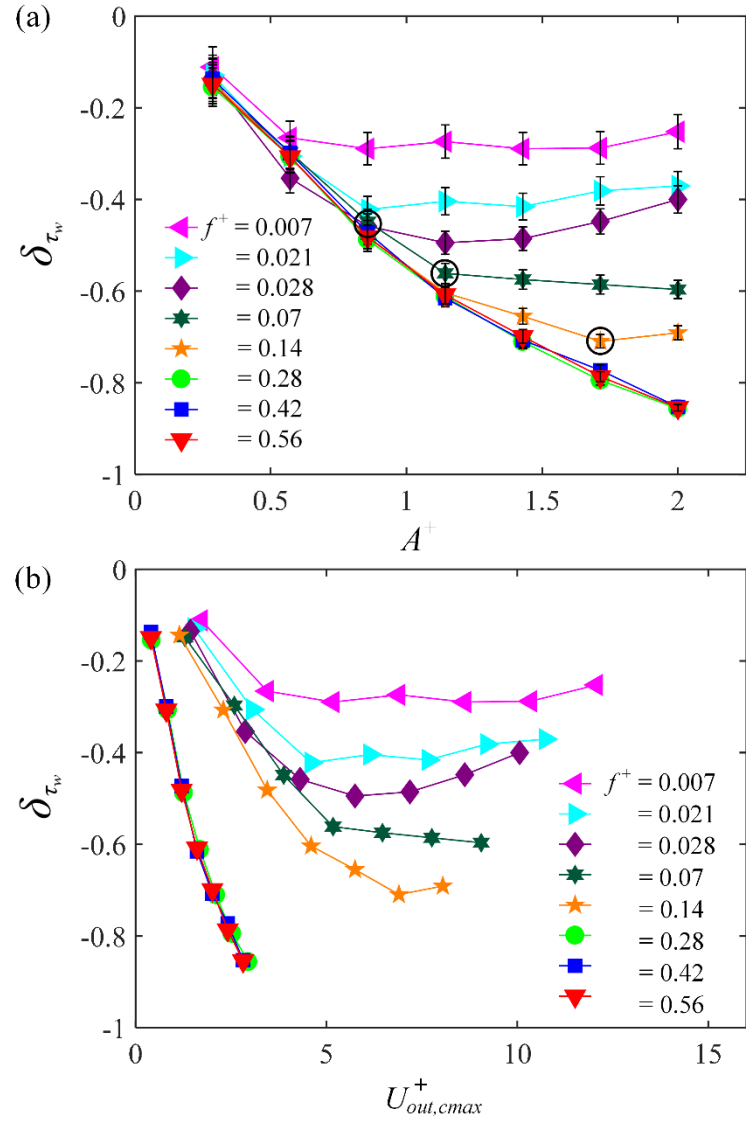 (a)
0
-0.2
-0.4
-0.6
-0.8
-1
δτw
f+ = 0.007
= 0.021
= 0.028
= 0.07
= 0.14
= 0.28
= 0.42
= 0.56
0 0.5 1 1.5 2
A+
(b)
0
-0.2
-0.4
-0.6
-0.8
-1
δτw
f+ = 0.007
= 0.021
= 0.028
= 0.07
= 0.14
= 0.28
= 0.42
= 0.56
0 5 10 15
U+out,cmax